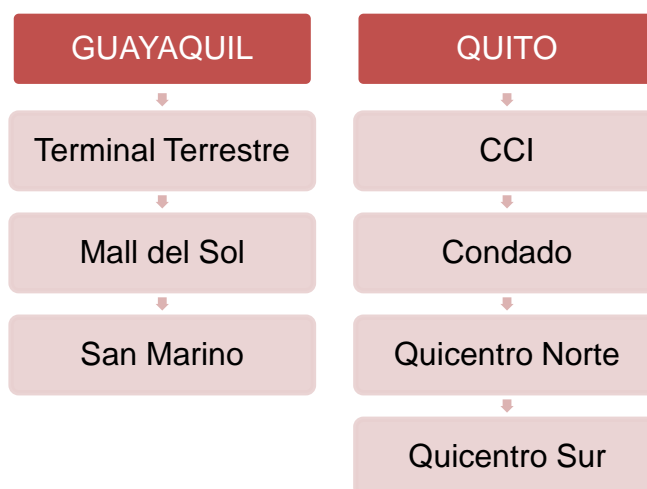 GUAYAQUIL
Terminal Terrestre
Mall del Sol
San Marino
QUITO
CCI
Condado
Quicentro Norte
Quicentro Sur